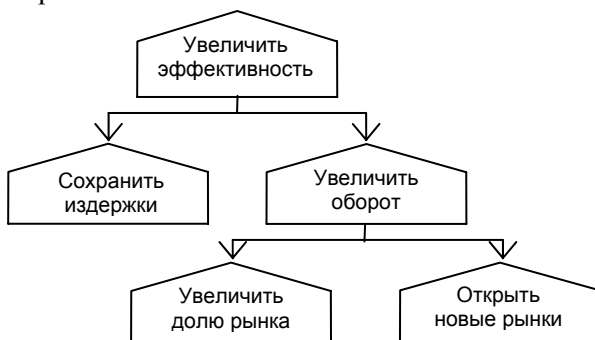 Увеличить
эффективность
Сохранить
издержки
Увеличить
оборот
Увеличить
долю рынка
Открыть
новые рынки